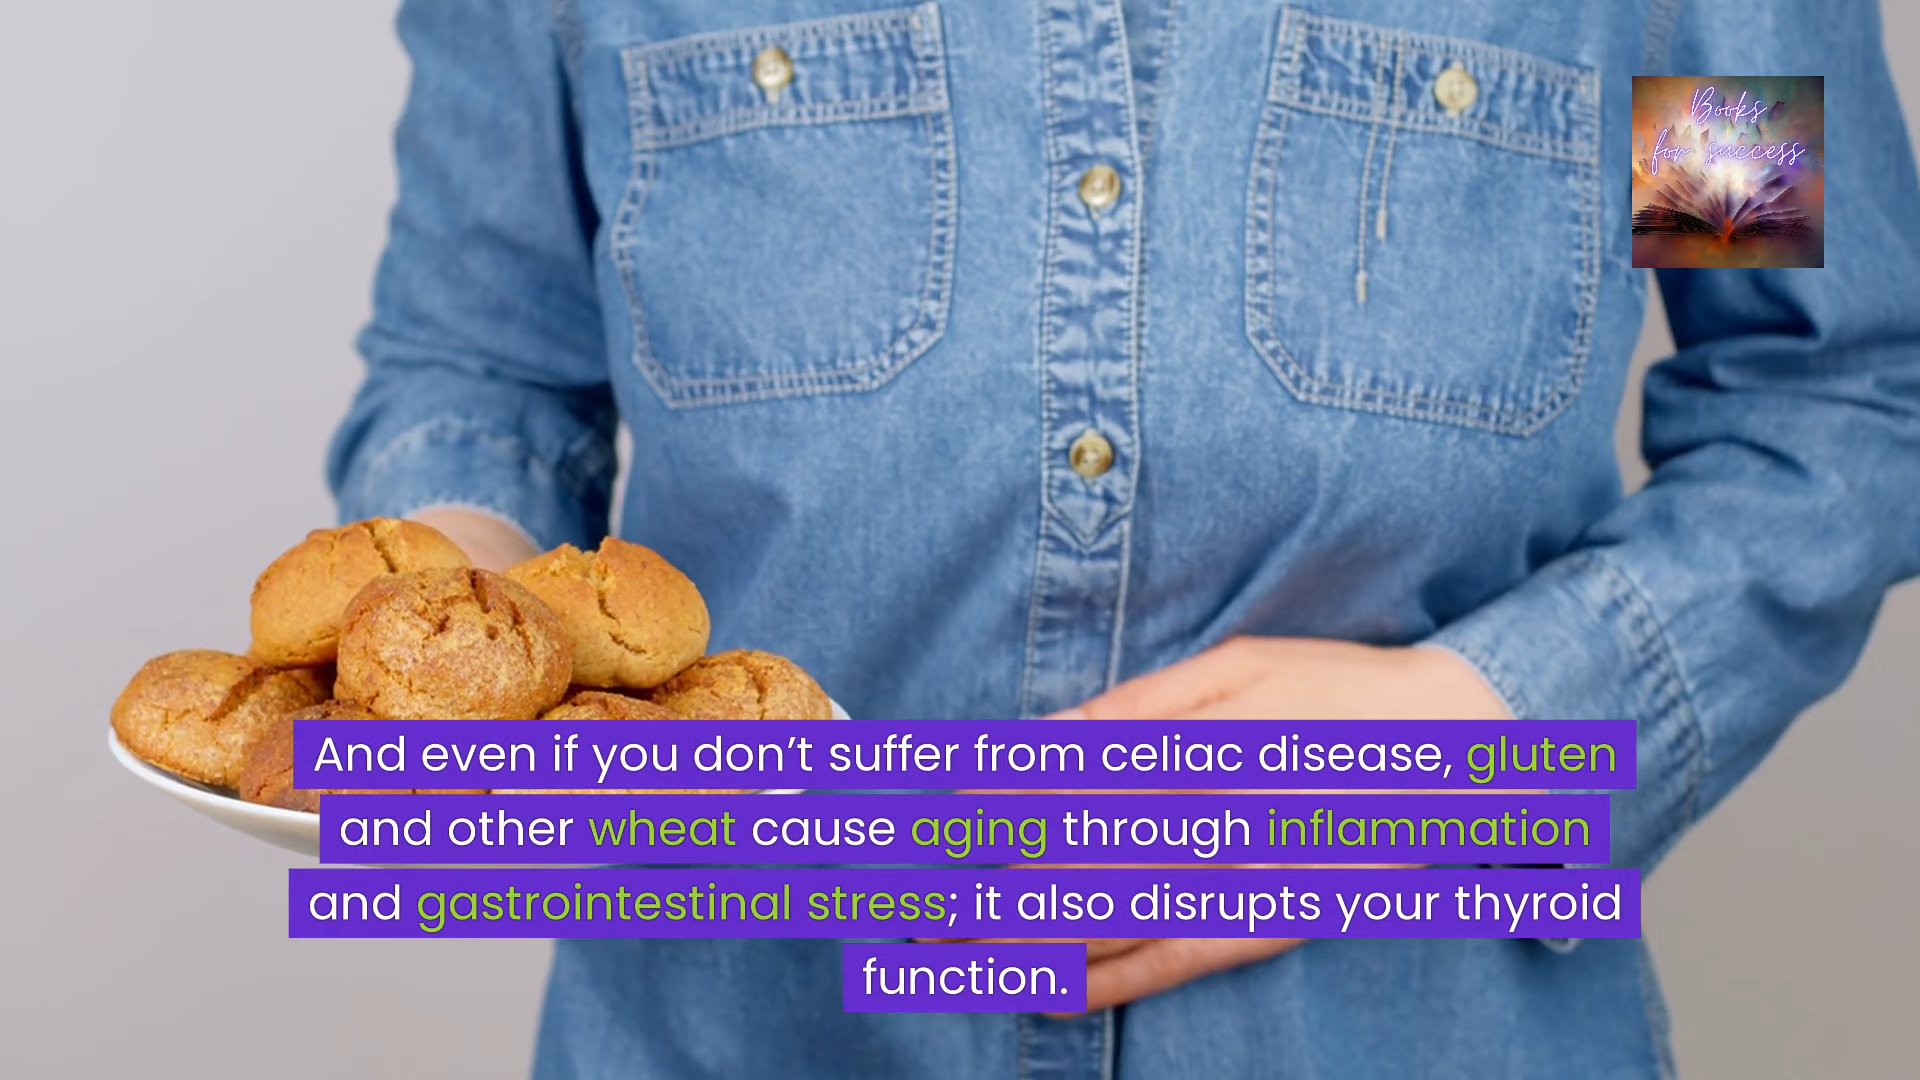 Books
for success
And even if you don’t suffer from celiac disease, gluten
and other wheat cause aging through inflammation
and gastrointestinal stress; it also disrupts your thyroid
function.